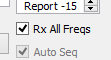 Report -15
Rx All Freqs
Auto Seq